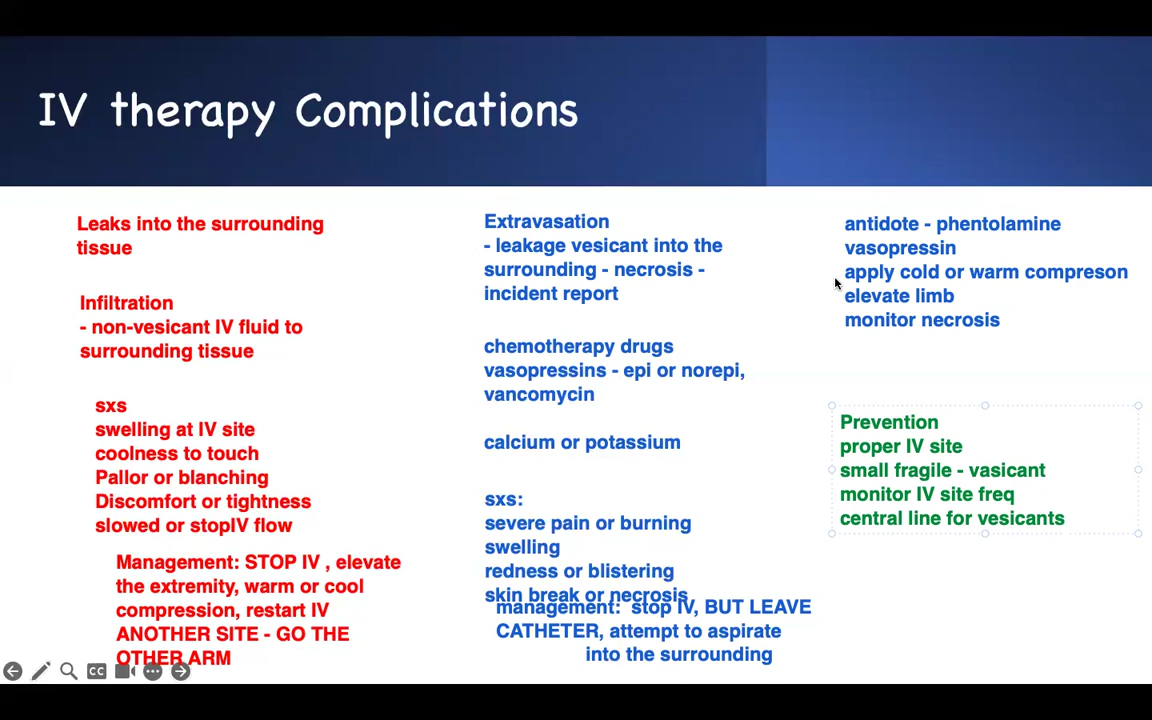 IV therapy Complications
Leaks into the surrounding
tissue
Infiltration
- non-vesicant IV fluid to
surrounding tissue
sxs
swelling at IV site
coolness to touch
Pallor or blanching
Discomfort or tightness
slowed or stopIV flow
Management: STOP IV , elevate
the extremity, warm or cool
compression, restart IV
ANOTHER SITE - GO THE
OTHER ARM
Extravasation
- leakage vesicant into the
surrounding - necrosis -
incident report
chemotherapy drugs
vasopressins - epi or norepi,
vancomycin
calcium or potassium
sxs:
severe pain or burning
swelling
redness or blistering
skin break or necrosis
management:  stop IV, BUT LEAVE
CATHETER, attempt to aspirate
into the surrounding
antidote - phentolamine
vasopressin
apply cold or warm compreson
elevate limb
monitor necrosis
Prevention
proper IV site
small fragile - vasicant
monitor IV site freq
central line for vesicants
CC